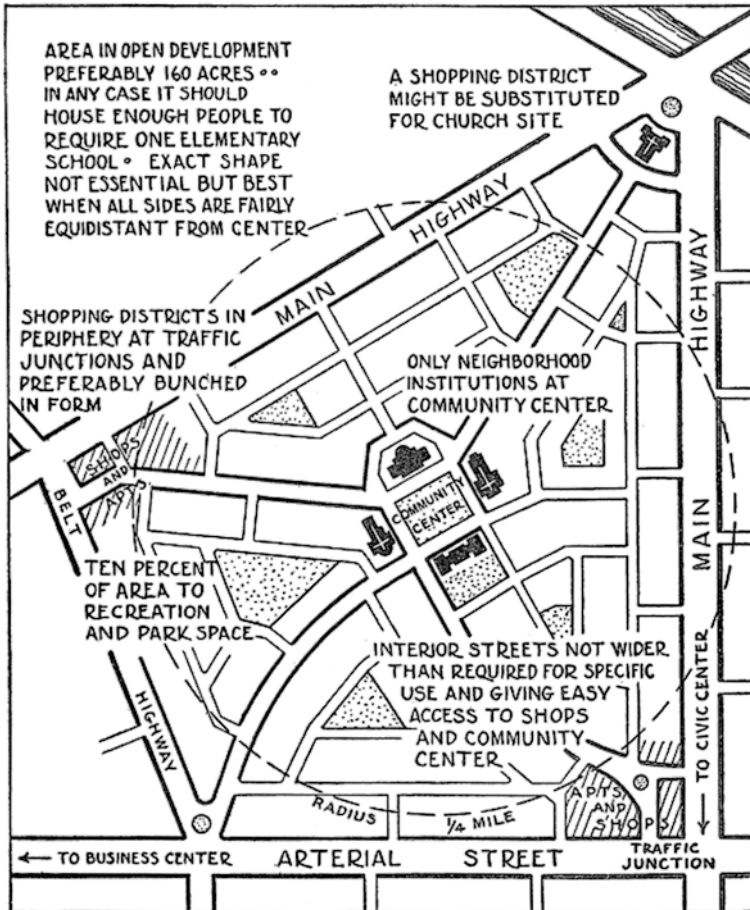 AREA IN OPEN DEVELOPMENT
PREFERABLY 160 ACRES ••
IN ANY CASE IT SHOULD
HOUSE ENOUGH PEOPLE TO
REQUIRE ONE ELEMENTARY
SCHOOL • EXACT SHAPE
NOT ESSENTIAL BUT BEST
WHEN ALL SIDES ARE FAIRLY
EQUIDISTANT FROM CENTER
A SHOPPING DISTRICT
MIGHT BE SUBSTITUTED
FOR CHURCH SITE
MAIN HIGHWAY
HIGHWAY
MAIN
SHOPPING DISTRICTS IN
PERIPHERY AT TRAFFIC
JUNCTIONS AND
PREFERABLY BUNCHED
IN FORM
ONLY NEIGHBORHOOD
INSTITUTIONS AT
COMMUNITY CENTER
SHOPS
AND
APTS
BELT
HIGHWAY
COMMUNITY
CENTER
TEN PERCENT
OF AREA TO
RECREATION
AND PARK SPACE
INTERIOR STREETS NOT WIDER
THAN REQUIRED FOR SPECIFIC
USE AND GIVING EASY
ACCESS TO SHOPS
AND COMMUNITY
CENTER
→ TO CIVIC CENTER
APTS
AND
SHOPS
RADIUS 1/4 MILE
← TO BUSINESS CENTER
ARTERIAL STREET
TRAFFIC
JUNCTION